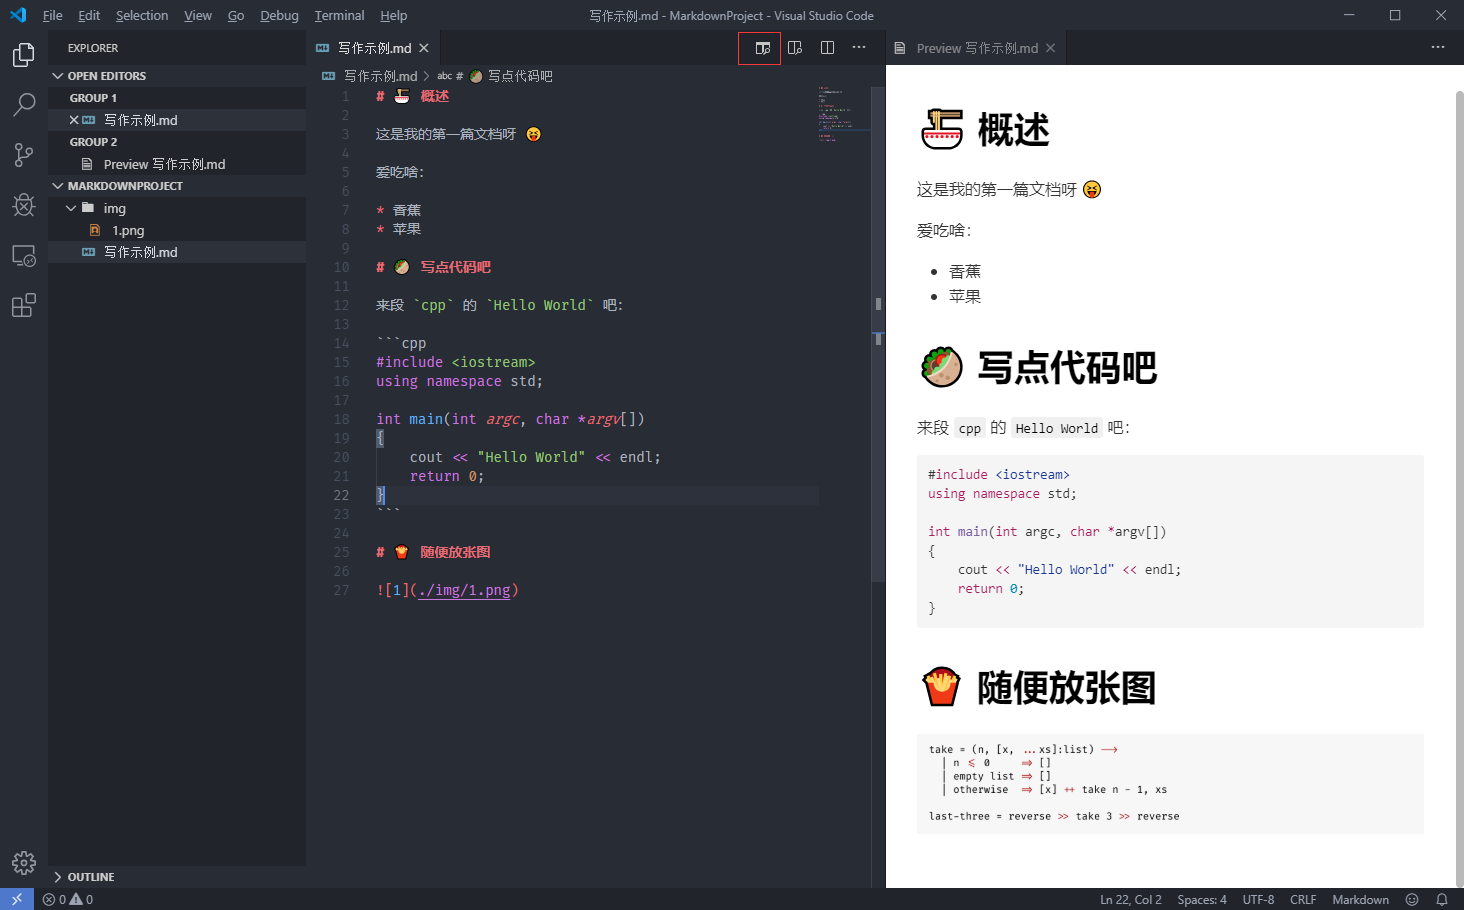 File Edit Selection View Go Debug Terminal Help
写作示例.md - MarkdownProject - Visual Studio Code
EXPLORER
OPEN EDITORS
GROUP 1
写作示例.md
GROUP 2
Preview 写作示例.md
MARKDOWNPROJECT
img
1.png
写作示例.md
OUTLINE
写作示例.md
写作示例.md > abc # 🥙 写点代码吧
1 # 🍜 概述
2
3 这是我的第一篇文档呀 😝
4
5 爱吃啥：
6
7 * 香蕉
8 * 苹果
9
10 # 🥙 写点代码吧
11
12 来段 `cpp` 的 `Hello World` 吧：
13
14 ```cpp
15 #include <iostream>
16 using namespace std;
17
18 int main(int argc, char *argv[])
19 {
20 cout << "Hello World" << endl;
21 return 0;
22 }
23 ```
24
25 # 🍟 随便放张图
26
27 ![1](./img/1.png)
Preview 写作示例.md
🍜 概述
这是我的第一篇文档呀 😝
爱吃啥：
• 香蕉
• 苹果
🥙 写点代码吧
来段 cpp 的 Hello World 吧：
#include <iostream>
using namespace std;
int main(int argc, char *argv[])
{
cout << "Hello World" << endl;
return 0;
}
🍟 随便放张图
take = (n, [x, ...xs]:list) -->
| n <= 0 => []
| empty list => []
| otherwise => [x] ++ take n - 1, xs
last-three = reverse >> take 3 >> reverse
0 0
Ln 22, Col 2 Spaces: 4 UTF-8 CRLF Markdown